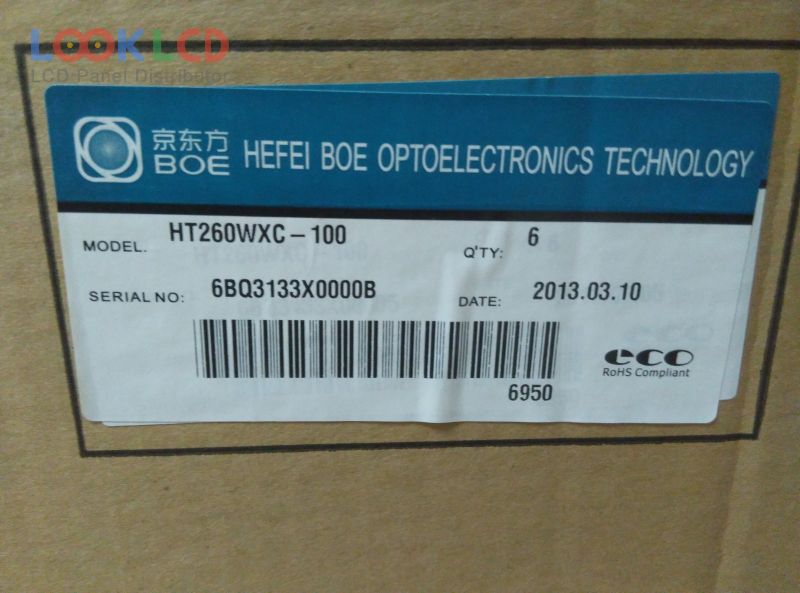 LOOKLCD
LCD Panel Distributor
京东方
BOE
HEFEI BOE OPTOELECTRONICS TECHNOLOGY
MODEL. HT260WXC-100 Q'TY: 6
SERIAL NO: 6BQ3133X0000B DATE: 2013.03.10
eco
RoHS Compliant
6950